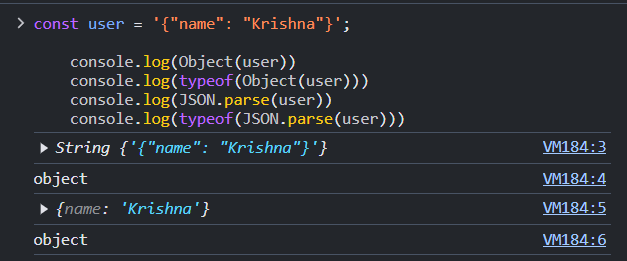 const user = '{"name": "Krishna"}';
console.log(Object(user))
console.log(typeof(Object(user)))
console.log(JSON.parse(user))
console.log(typeof(JSON.parse(user)))
String {'{"name": "Krishna"}'} VM184:3
object VM184:4
{name: 'Krishna'} VM184:5
object VM184:6